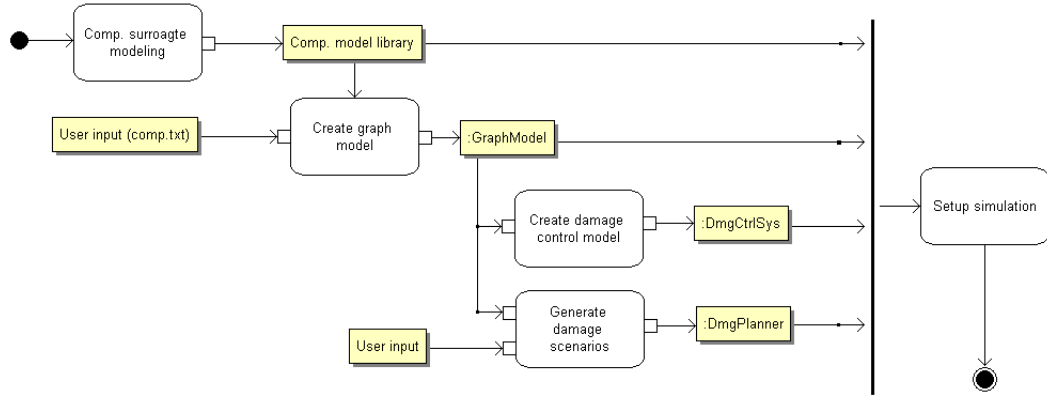 Comp. surroagte
modeling
Comp. model library
User input (comp.txt)
Create graph
model
:GraphModel
Create damage
control model
:DmgCtrlSys
Setup simulation
Generate
damage
scenarios
:DmgPlanner
User input